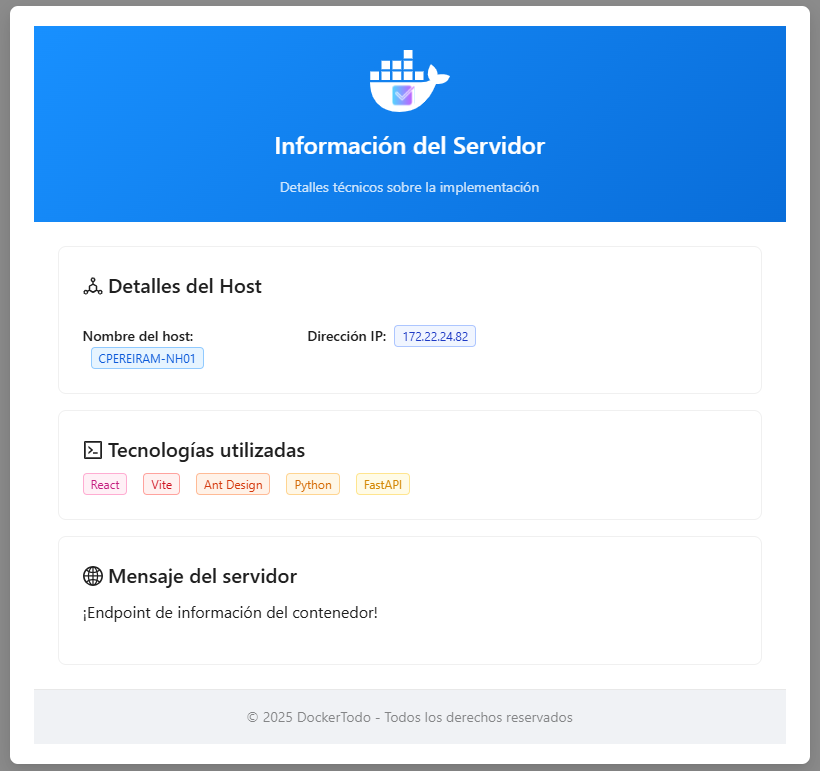 Información del Servidor
Detalles técnicos sobre la implementación
Detalles del Host
Nombre del host:
CPEREIRAM-NH01
Dirección IP: 172.22.24.82
Tecnologías utilizadas
React Vite Ant Design Python FastAPI
Mensaje del servidor
¡Endpoint de información del contenedor!
© 2025 DockerTodo - Todos los derechos reservados